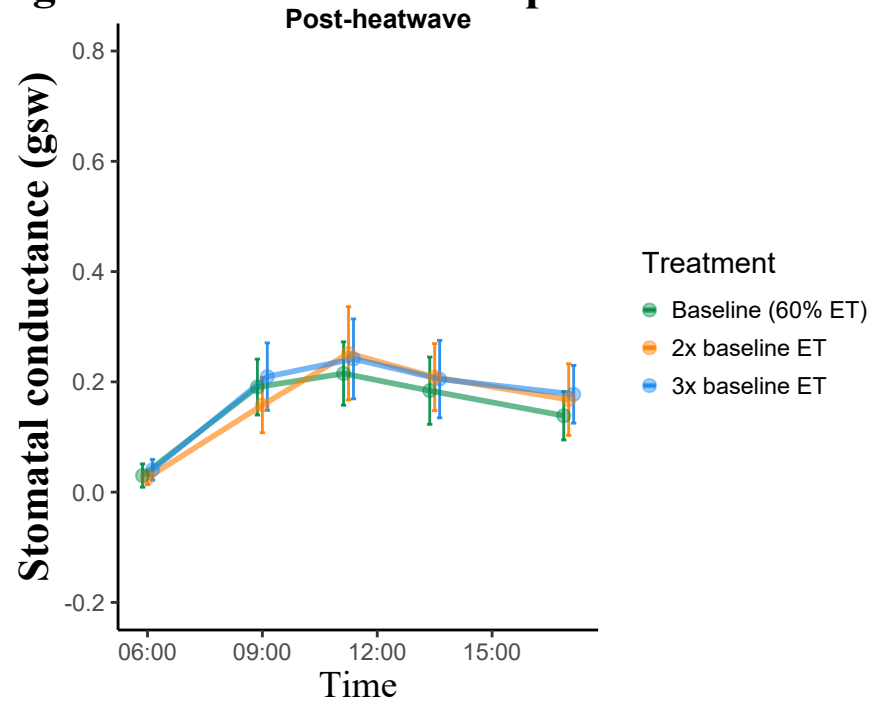 Post-heatwave
Stomatal conductance (gsw)
0.8
0.6
0.4
0.2
0.0
-0.2
06:00 09:00 12:00 15:00
Time
Treatment
Baseline (60% ET)
2x baseline ET
3x baseline ET